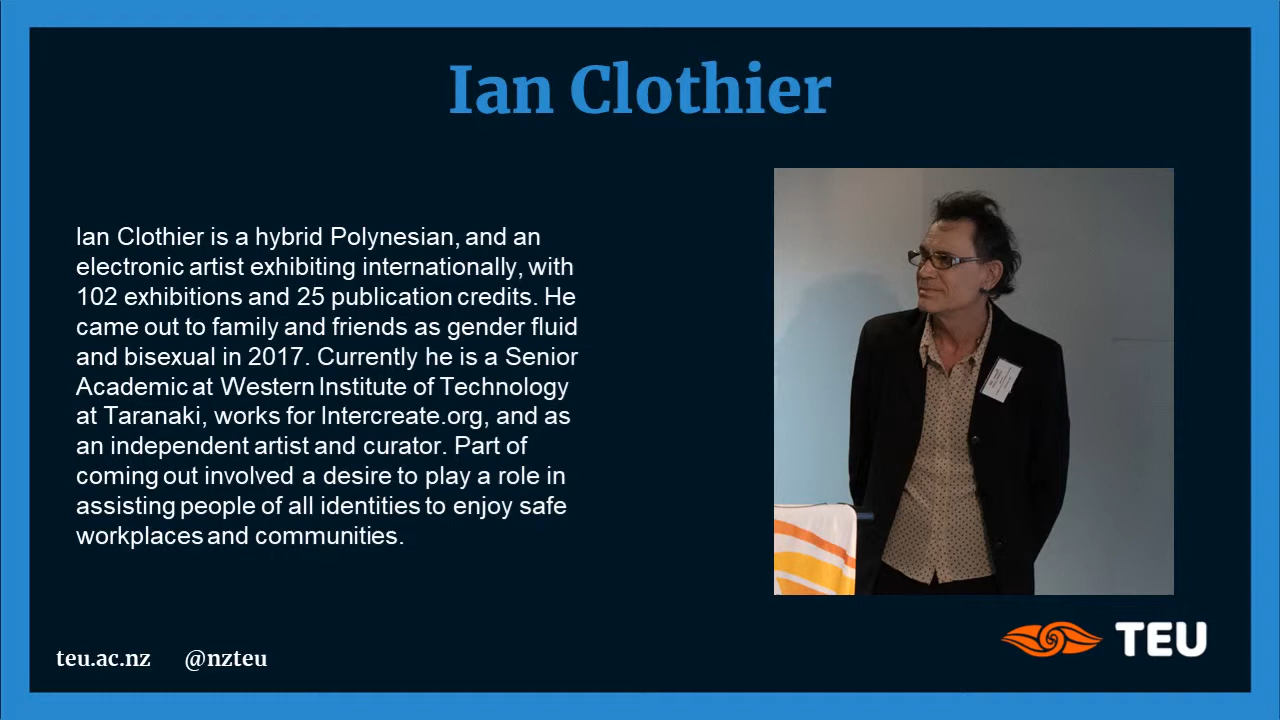 Ian Clothier
Ian Clothier is a hybrid Polynesian, and an
electronic artist exhibiting internationally, with
102 exhibitions and 25 publication credits. He
came out to family and friends as gender fluid
and bisexual in 2017. Currently he is a Senior
Academic at Western Institute of Technology
at Taranaki, works for Intercreate.org, and as
an independent artist and curator. Part of
coming out involved a desire to play a role in
assisting people of all identities to enjoy safe
workplaces and communities.
teu.ac.nz @nzteu
TEU